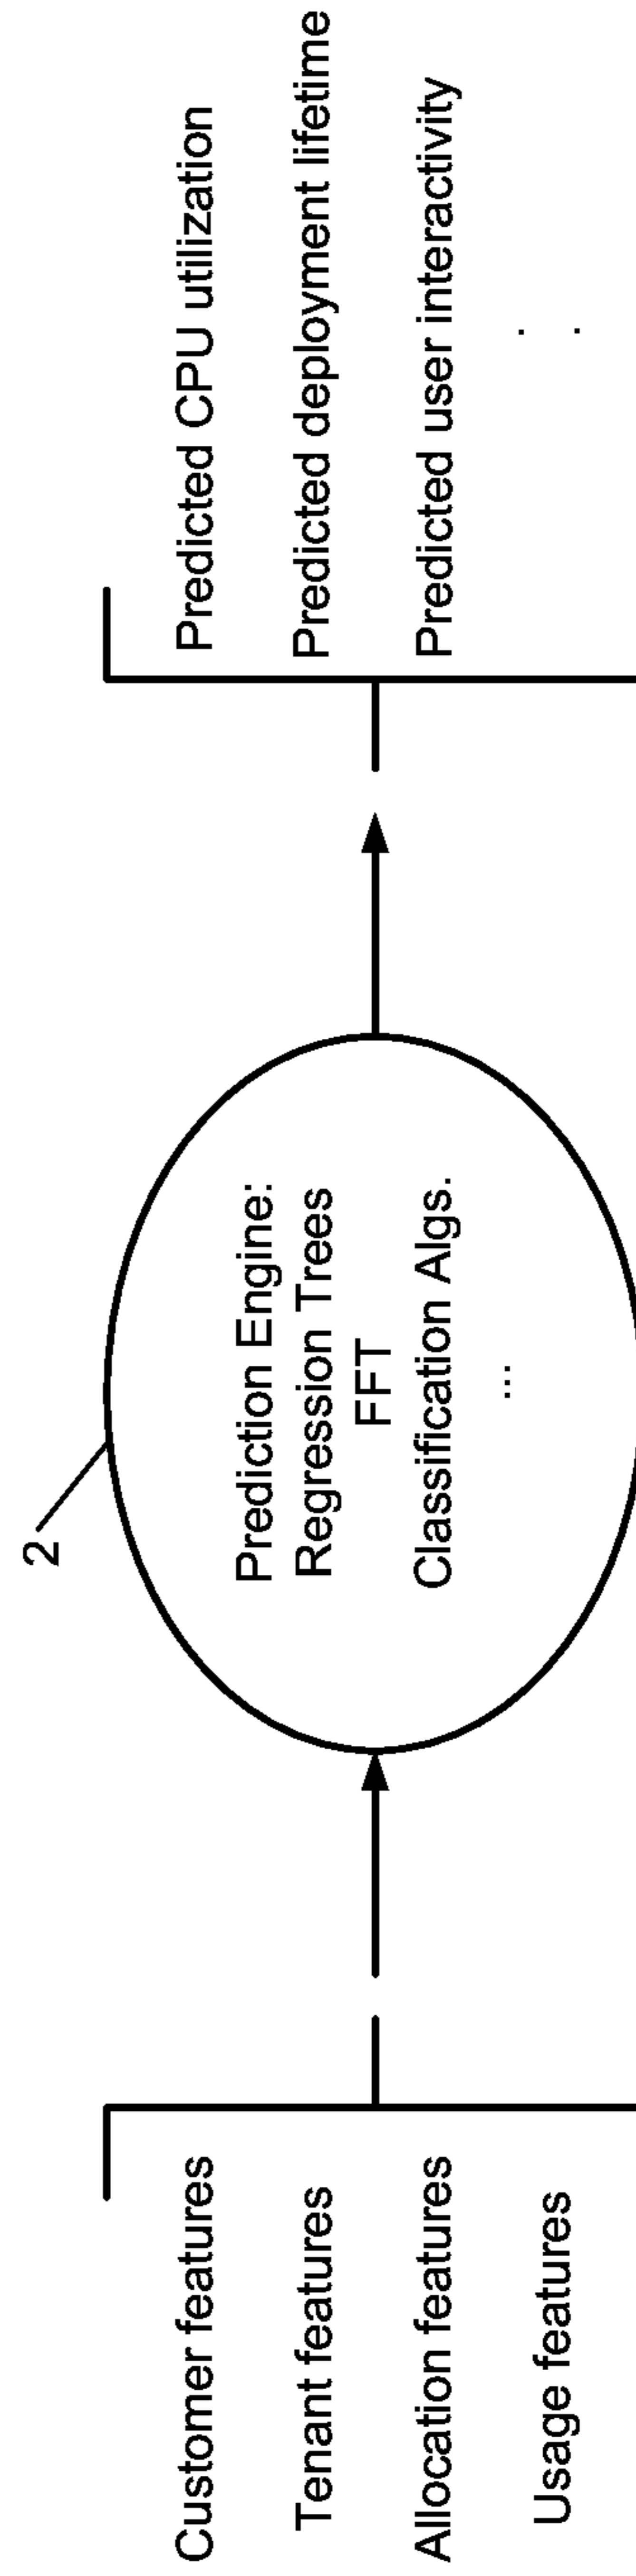 Customer features
Tenant features
Allocation features
Usage features
2
Prediction Engine:
Regression Trees
FFT
Classification Algs.
...
Predicted CPU utilization
Predicted deployment lifetime
Predicted user interactivity
.
.